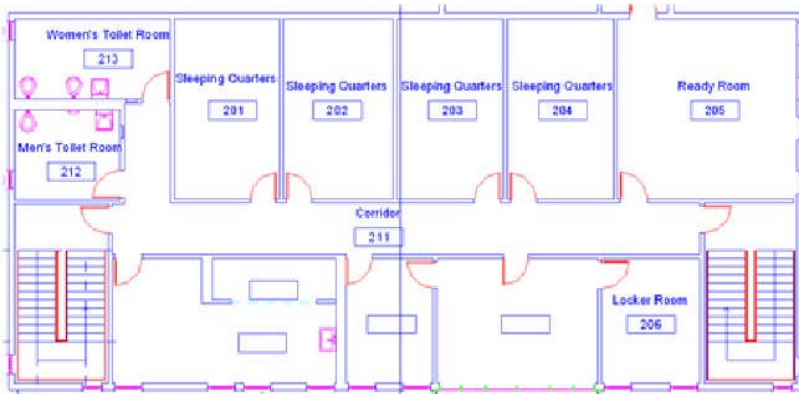 Women's Toilet Room
213
Sleeping Quarters
201
Sleeping Quarters
202
Sleeping Quarters
203
Sleeping Quarters
204
Ready Room
205
Men's Toilet Room
212
Corridor
211
Locker Room
206